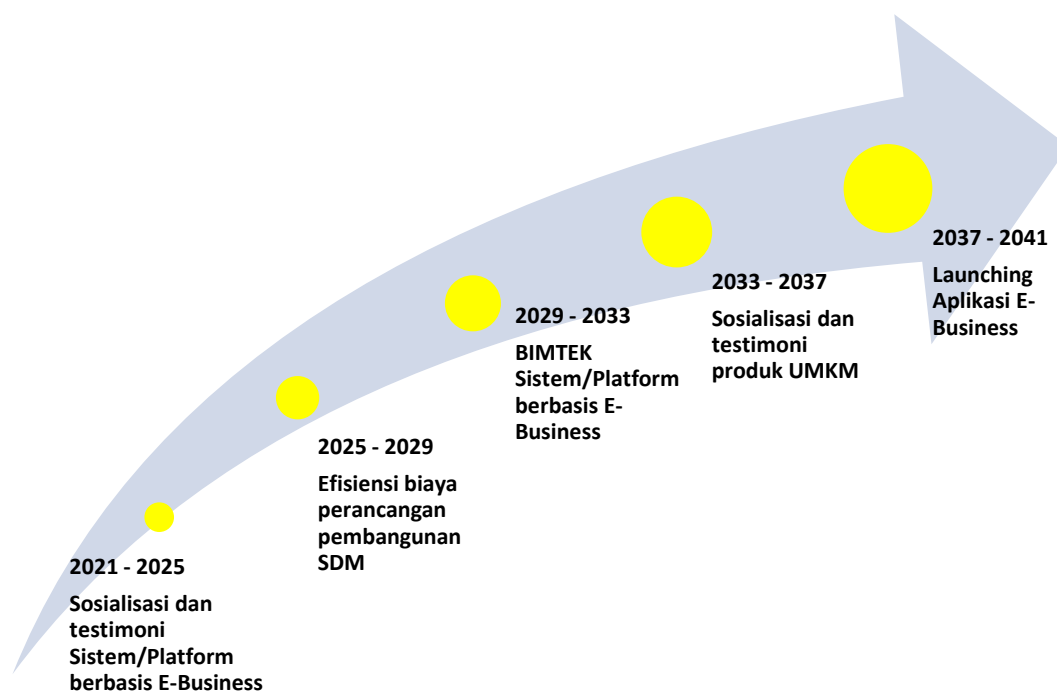 2021 - 2025
Sosialisasi dan
testimoni
Sistem/Platform
berbasis E-Business
2025 - 2029
Efisiensi biaya
perancangan
pembangunan
SDM
2029 - 2033
BIMTEK
Sistem/Platform
berbasis E-
Business
2033 - 2037
Sosialisasi dan
testimoni
produk UMKM
2037 - 2041
Launching
Aplikasi E-
Business